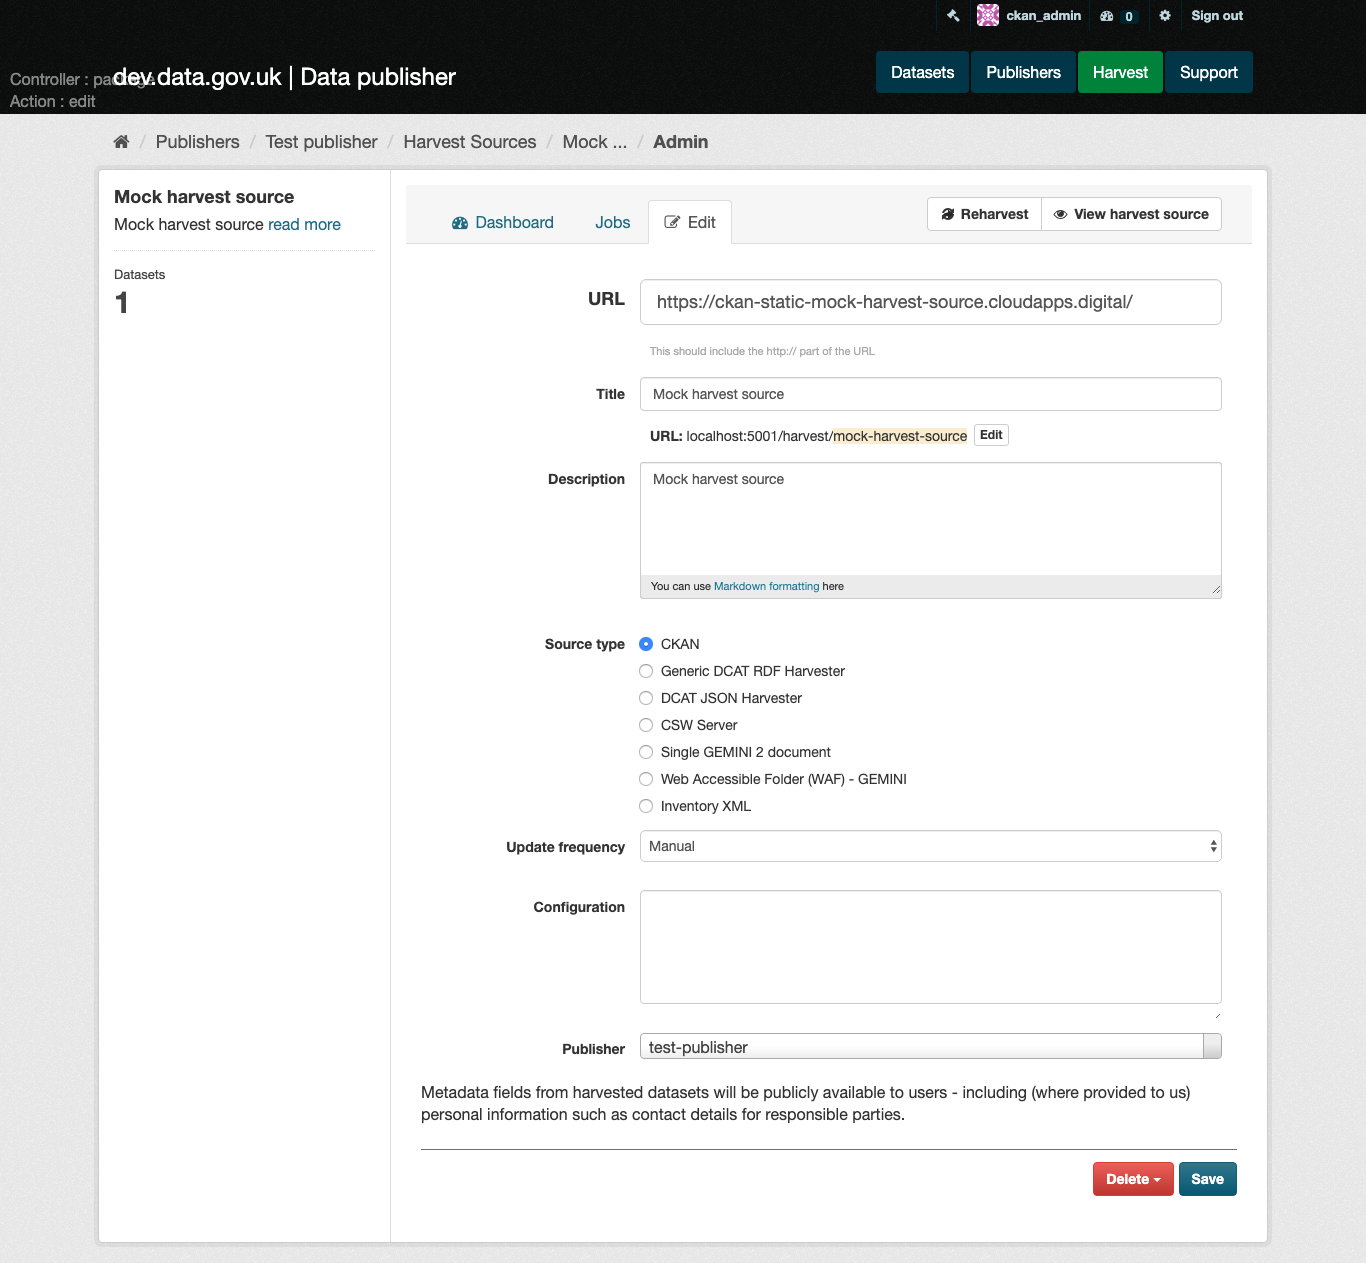 ckan_admin 0 Sign out
Controller : package
dev.data.gov.uk | Data publisher
Action : edit
Datasets Publishers Harvest Support
/ Publishers / Test publisher / Harvest Sources / Mock ... / Admin
Mock harvest source
Mock harvest source read more
Datasets
1
Dashboard Jobs Edit
Reharvest View harvest source
URL https://ckan-static-mock-harvest-source.cloudapps.digital/
This should include the http:// part of the URL
Title Mock harvest source
URL: localhost:5001/harvest/mock-harvest-source Edit
Description Mock harvest source
You can use Markdown formatting here
Source type CKAN
Generic DCAT RDF Harvester
DCAT JSON Harvester
CSW Server
Single GEMINI 2 document
Web Accessible Folder (WAF) - GEMINI
Inventory XML
Update frequency Manual
Configuration
Publisher test-publisher
Metadata fields from harvested datasets will be publicly available to users - including (where provided to us)
personal information such as contact details for responsible parties.
Delete Save